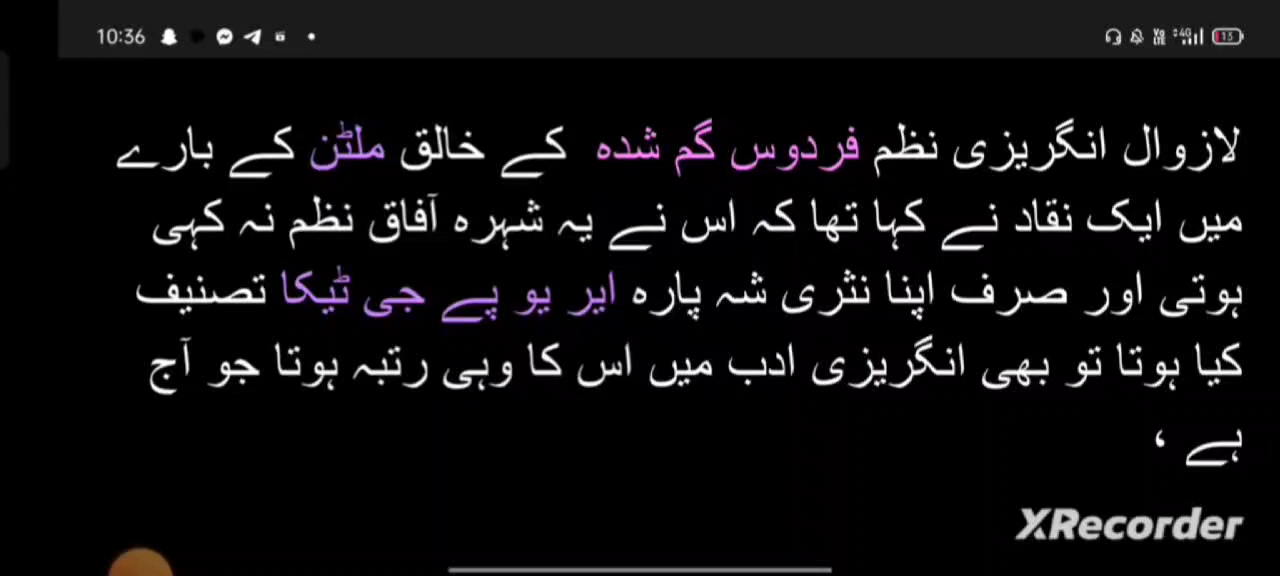 10:36
لازوال انگریزی نظم فردوس گم شدہ کے خالق ملٹن کے بارے
میں ایک نقاد نے کہا تھا کہ اس نے یہ شہرہ آفاق نظم نہ کہی
ہوتی اور صرف اپنا نثری شہ پارہ ایر یو پے جی ٹیکا تصنیف
کیا ہوتا تو بھی انگریزی ادب میں اس کا وہی رتبہ ہوتا جو آج
ہے ،
XRecorder